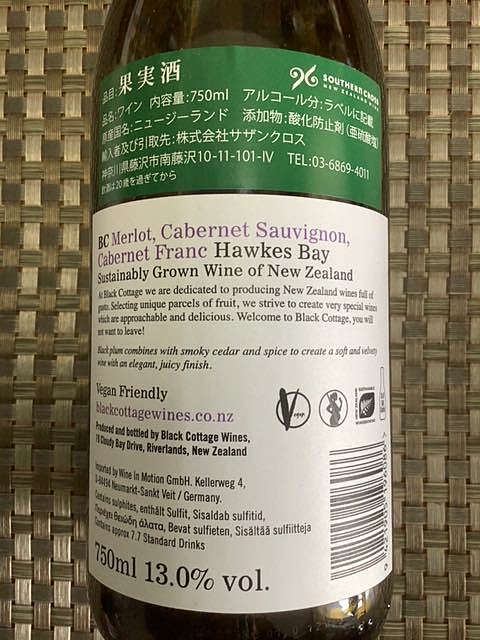 SOUTHERN CROSS
NEW ZEALAND
品目:果実酒
品名:ワイン 内容量:750ml アルコール分:ラベルに記載
原産国名:ニュージーランド 添加物:酸化防止剤(亜硫酸塩)
輸入者及び引取先:株式会社サザンクロス
神奈川県藤沢市南藤沢10-11-101-Ⅳ TEL:03-6869-4011
飲酒は20歳を過ぎてから
BC Merlot, Cabernet Sauvignon,
Cabernet Franc Hawkes Bay
Sustainably Grown Wine of New Zealand
At Black Cottage we are dedicated to producing New Zealand wines full of
gusto. Selecting unique parcels of fruit, we strive to create very special wines
which are approachable and delicious. Welcome to Black Cottage, you will
not want to leave!
Black plum combines with smoky cedar and spice to create a soft and velvety
wine with an elegant, juicy finish.
Vegan Friendly
blackcottagewines.co.nz
Produced and bottled by Black Cottage Wines,
18 Cloudy Bay Drive, Riverlands, New Zealand
Imported by Wine In Motion GmbH. Kellerweg 4,
D-84494 Neumarkt-Sankt Veit / Germany.
Contains sulphites, enthält Sulfit, Sisaldab sulfitid,
Περιέχει Θειώδη άλατα, Bevat sulfieten, Sisältää sulfiitteja
Contains approx 7.7 Standard Drinks
750ml 13.0% vol.